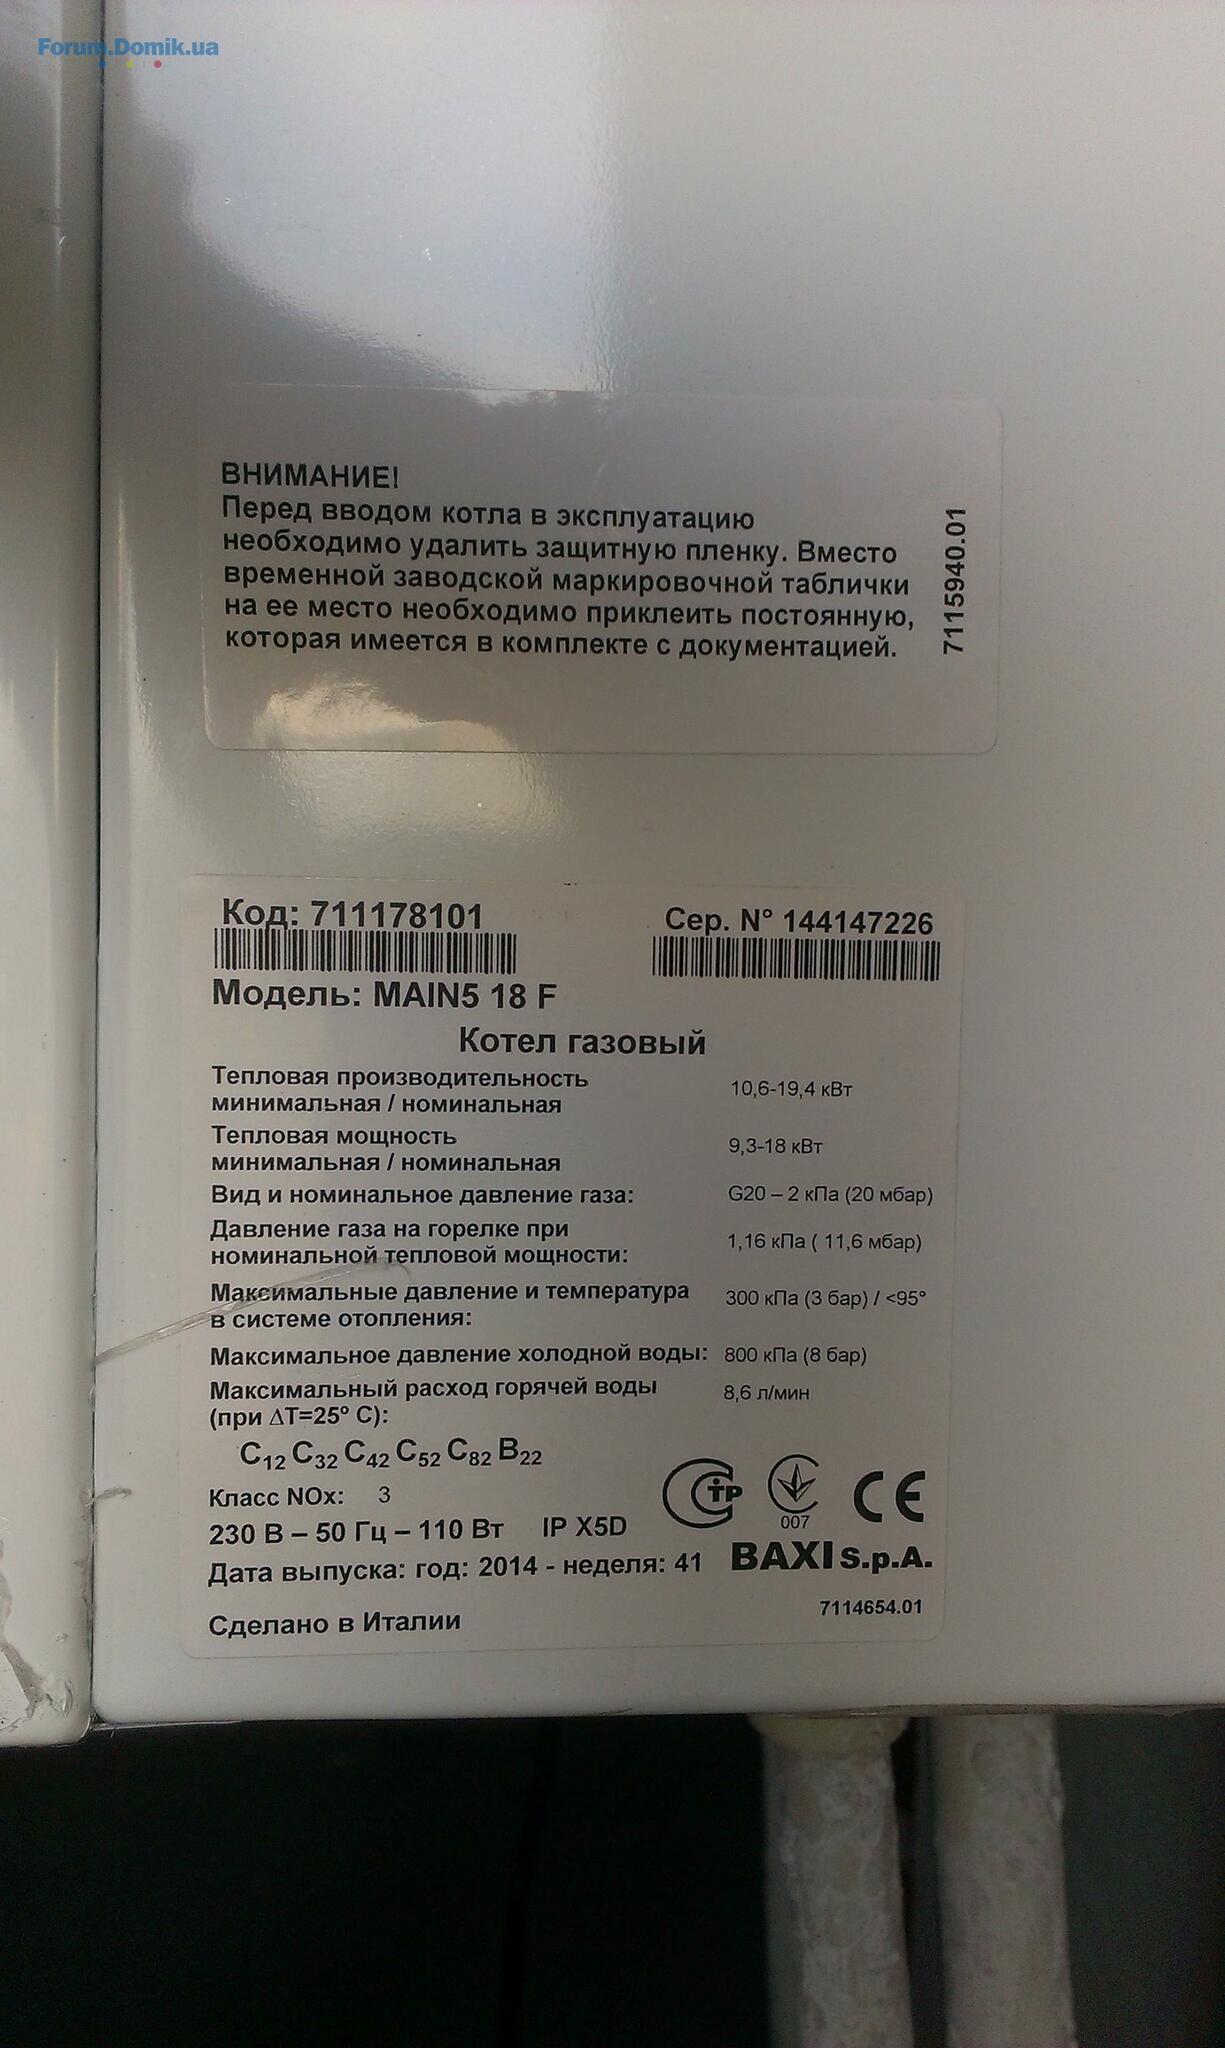 Forum.Domik.ua
ВНИМАНИЕ!
Перед вводом котла в эксплуатацию
необходимо удалить защитную пленку. Вместо
временной заводской маркировочной таблички
на ее место необходимо приклеить постоянную,
которая имеется в комплекте с документацией.
7115940.01
Код: 711178101
Сер. N° 144147226
Модель: MAIN5 18 F
Котел газовый
Тепловая производительность
минимальная / номинальная
10,6-19,4 кВт
Тепловая мощность
минимальная / номинальная
9,3-18 кВт
Вид и номинальное давление газа: G20 – 2 кПа (20 мбар)
Давление газа на горелке при
номинальной тепловой мощности:
1,16 кПа ( 11,6 мбар)
Максимальные давление и температура
в системе отопления:
300 кПа (3 бар) / <95°
Максимальное давление холодной воды: 800 кПа (8 бар)
Максимальный расход горячей воды
(при ΔT=25º C):
8,6 л/мин
C12 C32 C42 C52 C82 B22
Класс NOx: 3
230 В – 50 Гц – 110 Вт IP X5D
ТР
007
CE
Дата выпуска: год: 2014 - неделя: 41
BAXI S.p.A.
7114654.01
Сделано в Италии